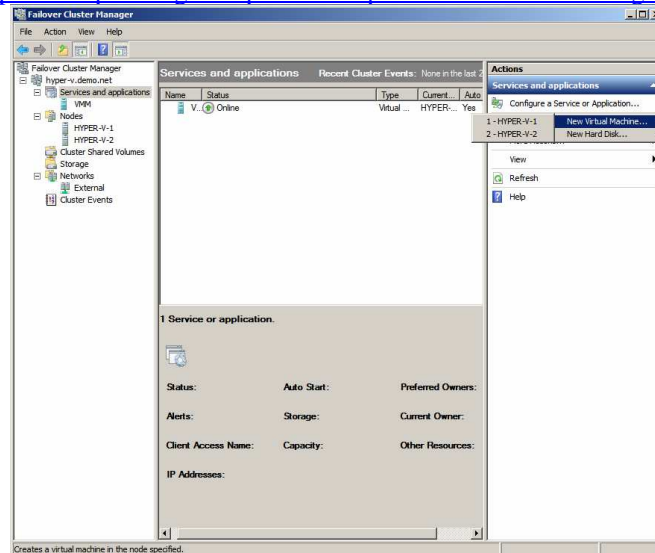 Failover Cluster Manager
File Action View Help
Failover Cluster Manager
hyper-v.demo.net
Services and applications
VMM
Nodes
HYPER-V-1
HYPER-V-2
Cluster Shared Volumes
Storage
Networks
External
Cluster Events
Services and applications Recent Cluster Events: None in the last 2
Name Status Type Current... Auto
V... Online Virtual ... HYPER-... Yes
1 Service or application.
Status: Auto Start: Preferred Owners:
Alerts: Storage: Current Owner:
Client Access Name: Capacity: Other Resources:
IP Addresses:
Actions
Services and applications
Configure a Service or Application...
1 - HYPER-V-1 New Virtual Machine...
2 - HYPER-V-2 New Hard Disk...
View
Refresh
Help
Creates a virtual machine in the node specified.